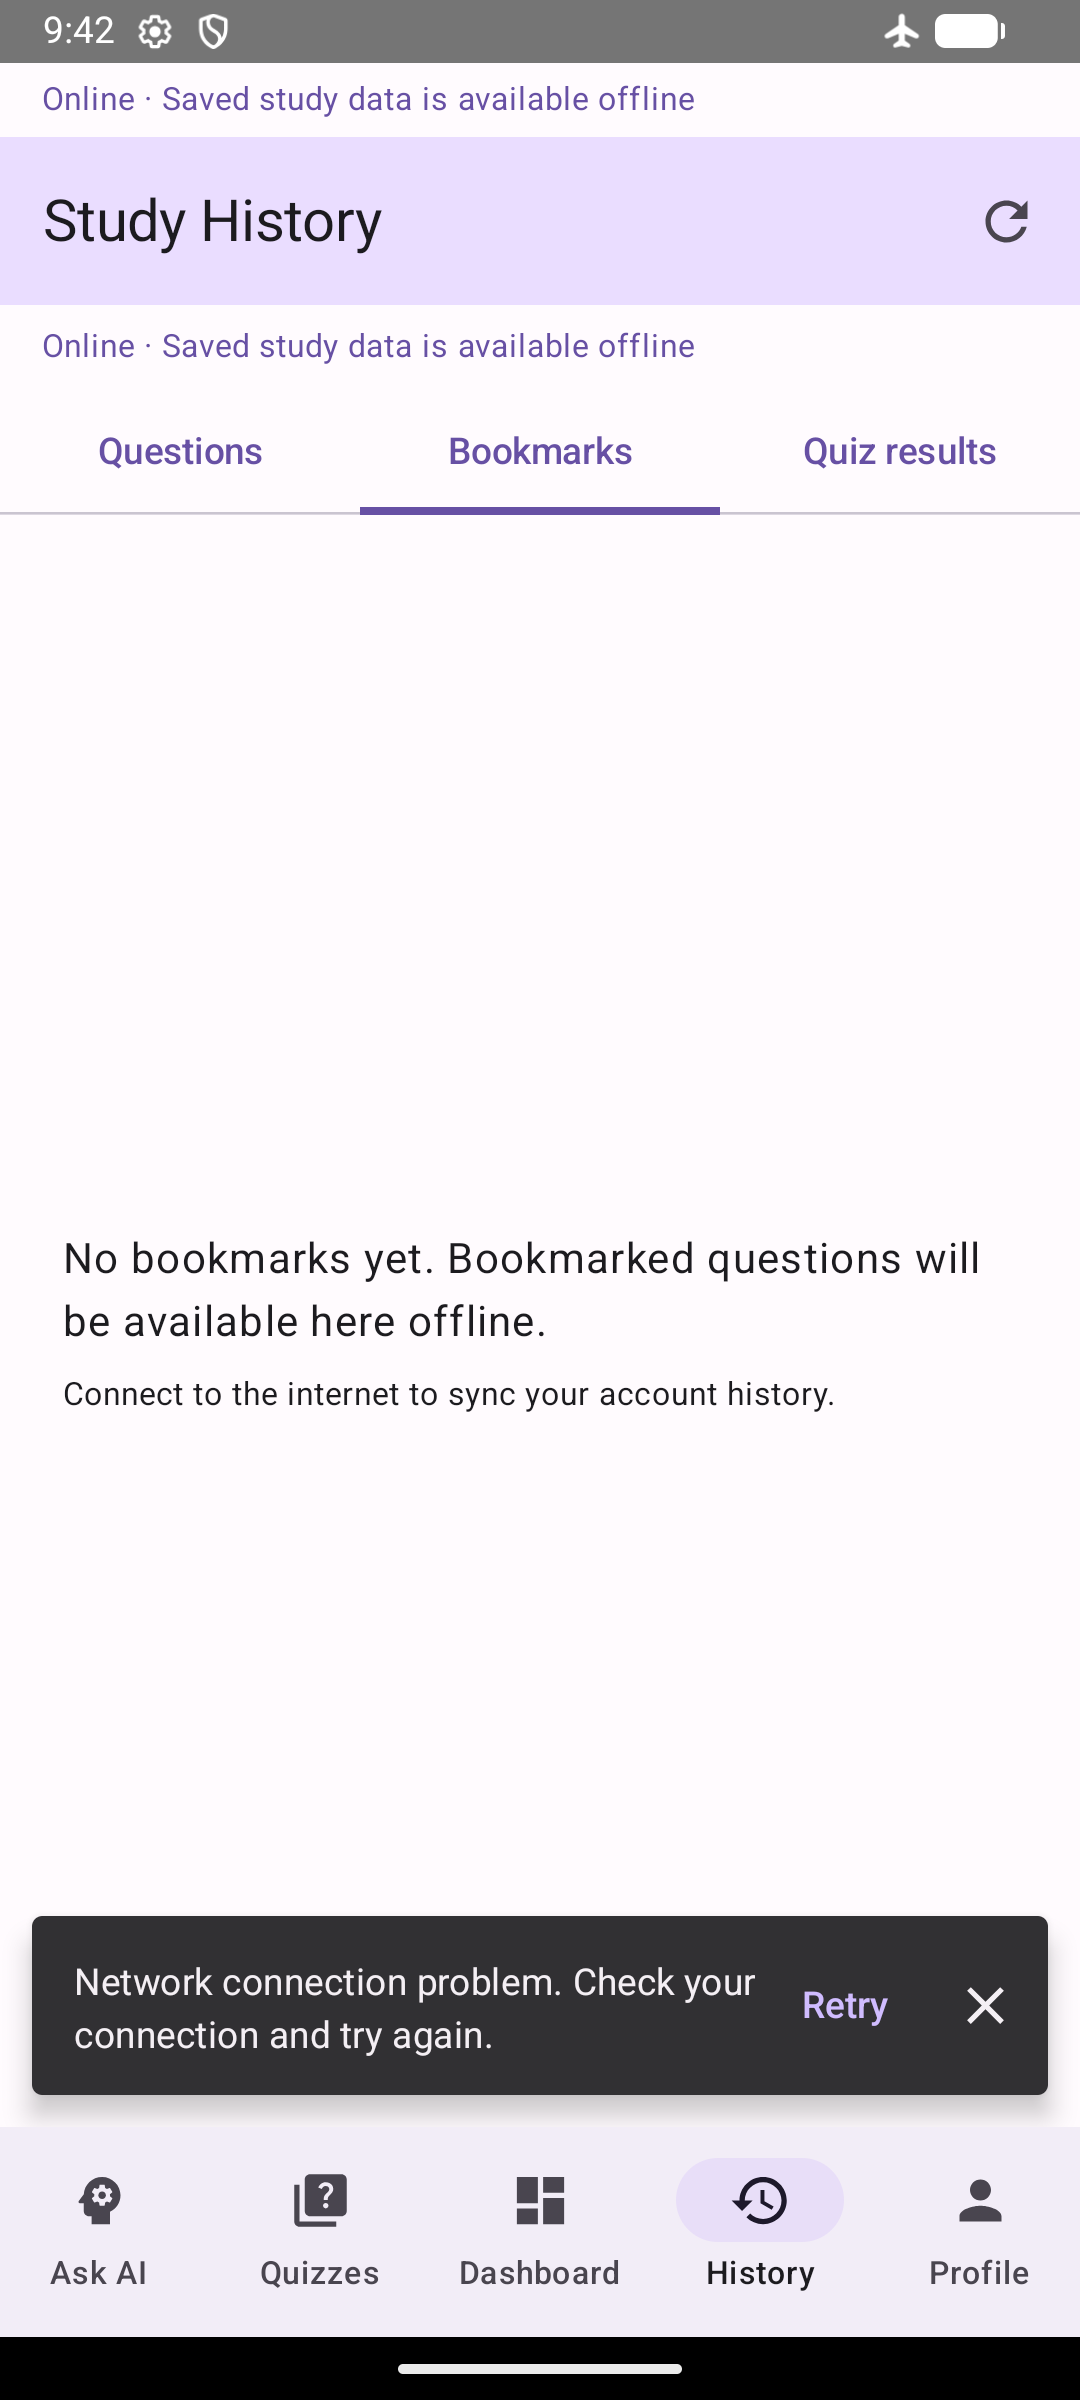 9:42
Online · Saved study data is available offline
Study History
Online · Saved study data is available offline
Questions
Bookmarks
Quiz results
No bookmarks yet. Bookmarked questions will
be available here offline.
Connect to the internet to sync your account history.
Network connection problem. Check your
connection and try again.
Retry
Ask AI
Quizzes
Dashboard
History
Profile